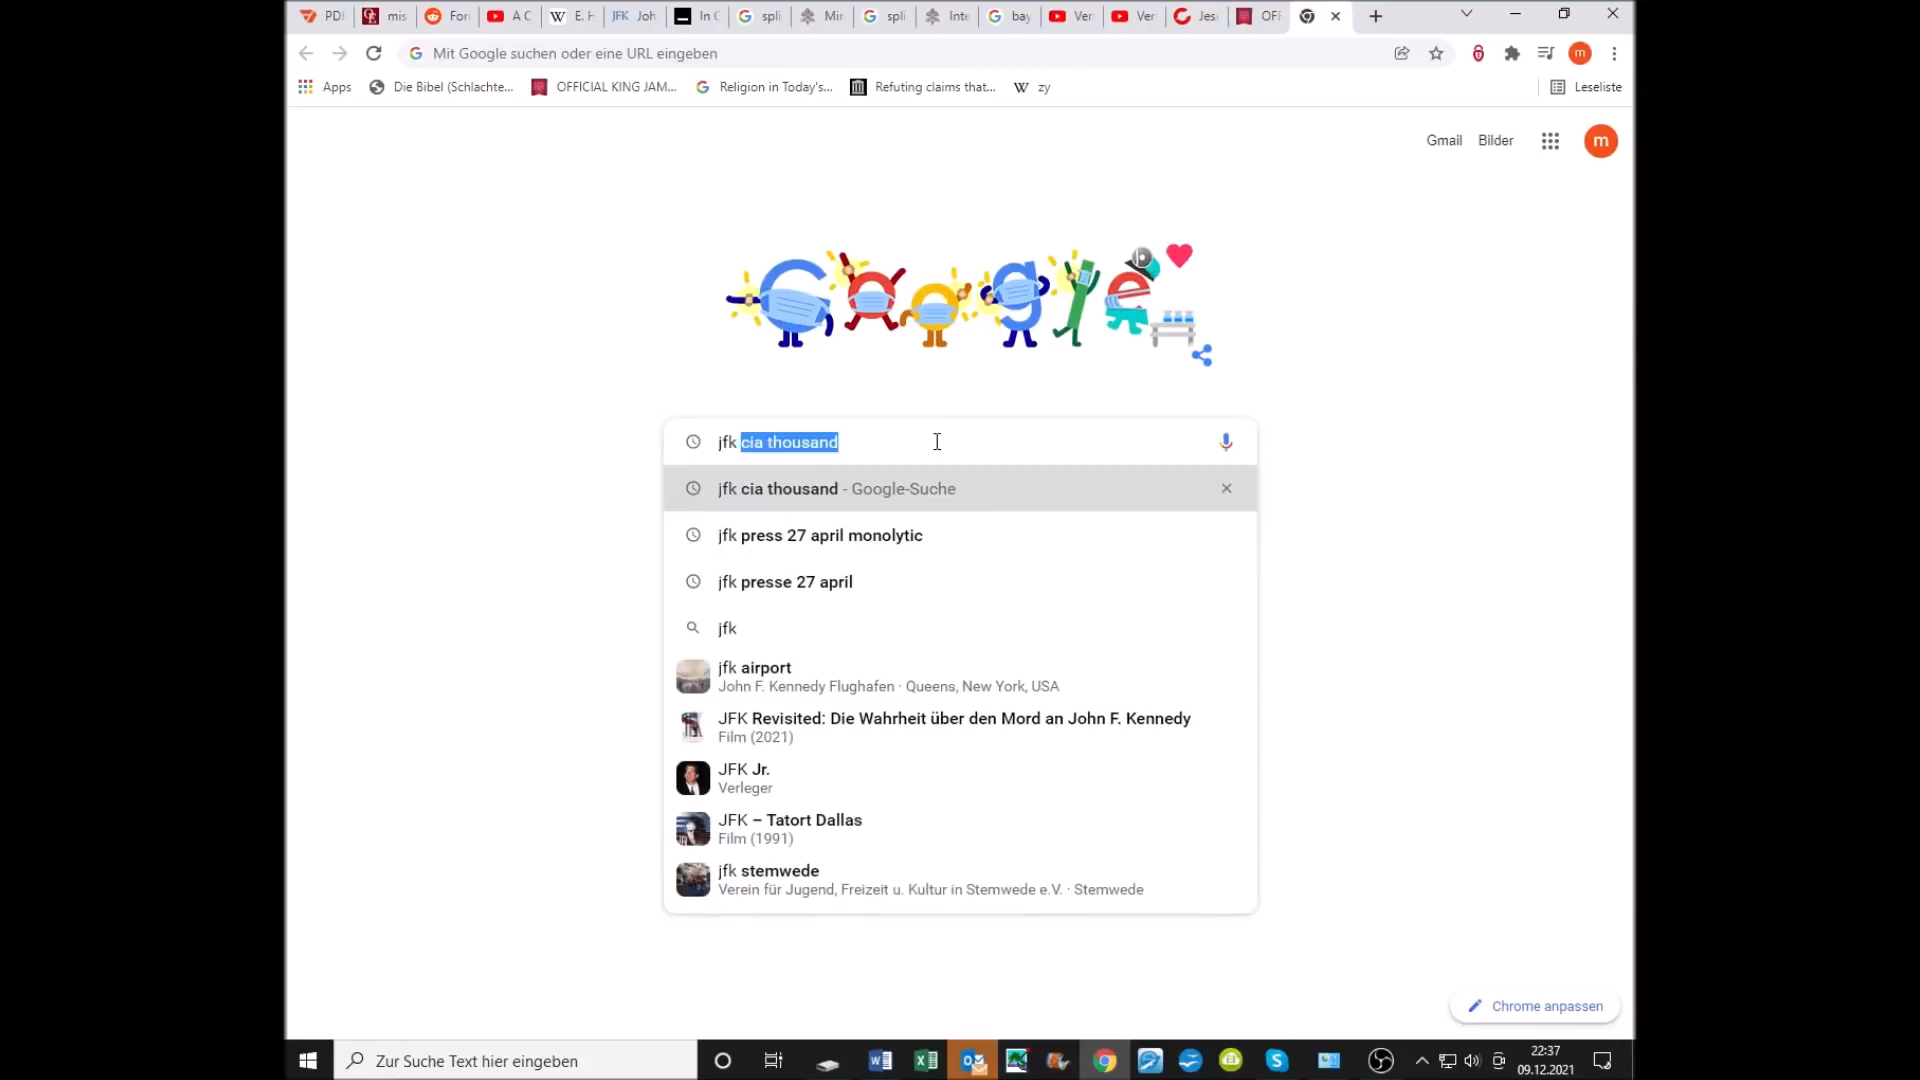 PDI
mis
For
A C
E. H
JFK Joh
In C
spli
Mir
spli
Inte
bay
Ver
Ver
Jes
OFF
Mit Google suchen oder eine URL eingeben
m
Apps
Die Bibel (Schlachte...
OFFICIAL KING JAM...
Religion in Today's...
Refuting claims that...
W zy
Leseliste
Gmail Bilder
m
Google
jfk cia thousand
jfk cia thousand - Google-Suche
jfk press 27 april monolytic
jfk presse 27 april
jfk
jfk airport
John F. Kennedy Flughafen · Queens, New York, USA
JFK Revisited: Die Wahrheit über den Mord an John F. Kennedy
Film (2021)
JFK Jr.
Verleger
JFK – Tatort Dallas
Film (1991)
jfk stemwede
Verein für Jugend, Freizeit u. Kultur in Stemwede e.V. · Stemwede
Chrome anpassen
Zur Suche Text hier eingeben
22:37
09.12.2021